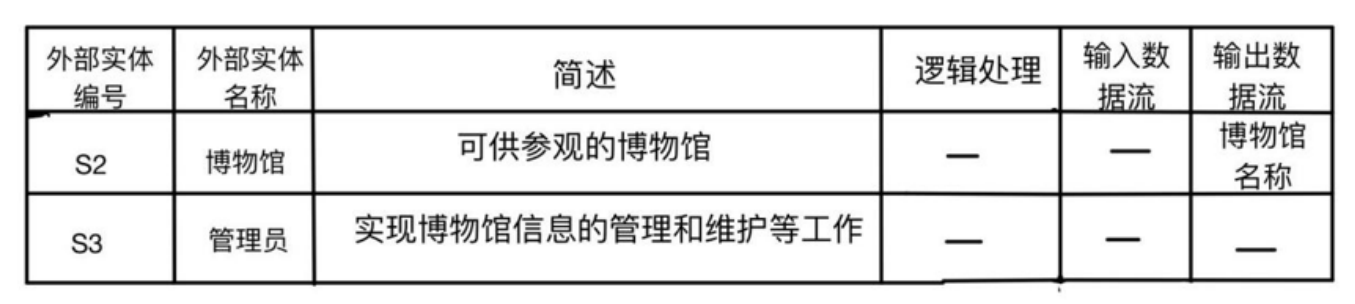 外部实体编号 外部实体名称 简述 逻辑处理 输入数据流 输出数据流
S2 博物馆 可供参观的博物馆 — — 博物馆名称
S3 管理员 实现博物馆信息的管理和维护等工作 — — —